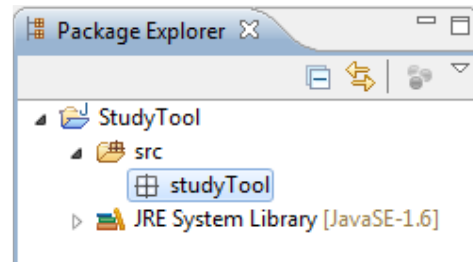 Package Explorer
StudyTool
src
studyTool
JRE System Library [JavaSE-1.6]